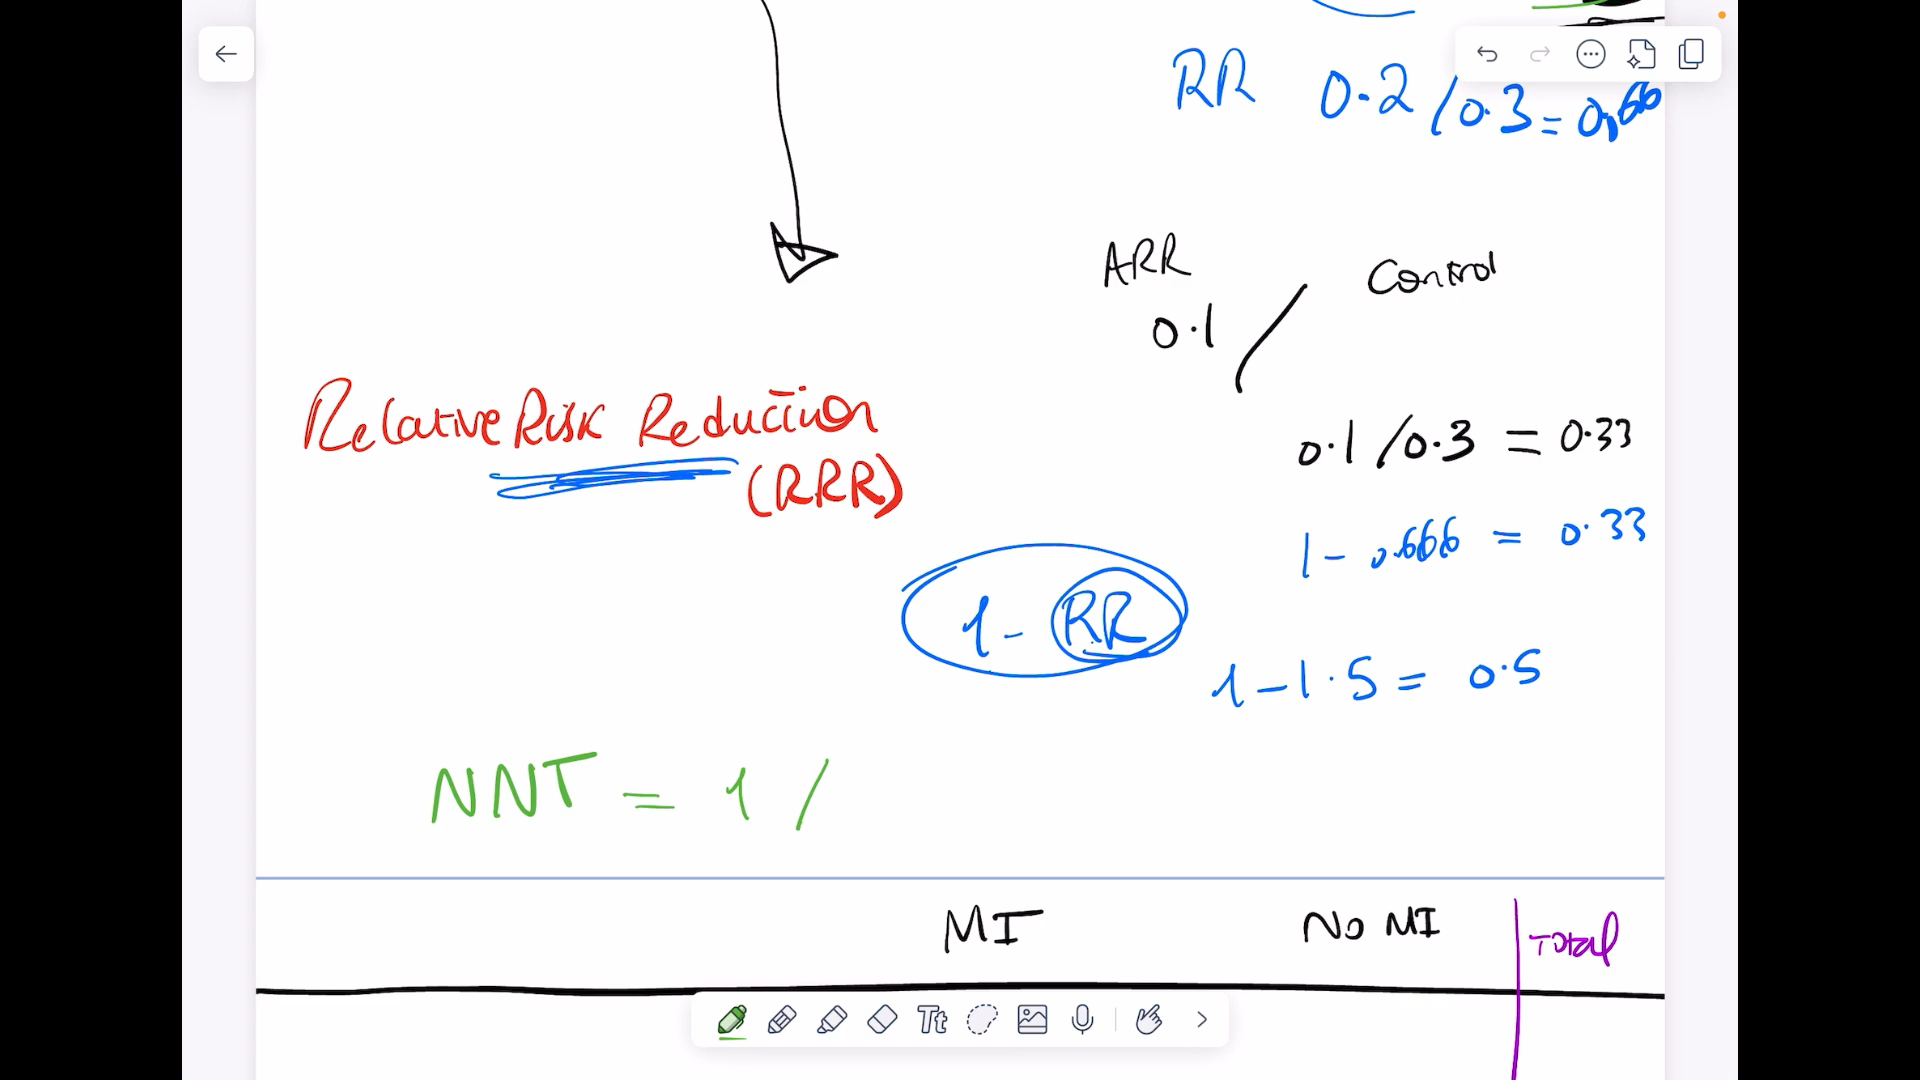 RR 0.2 / 0.3 = 0.66
ARR / Control
0.1
Relative Risk Reduction
(RRR)
0.1 / 0.3 = 0.33
1 - 0.666 = 0.33
1 - RR
1 - 1.5 = 0.5
NNT = 1 /
MI No MI Total
Tt